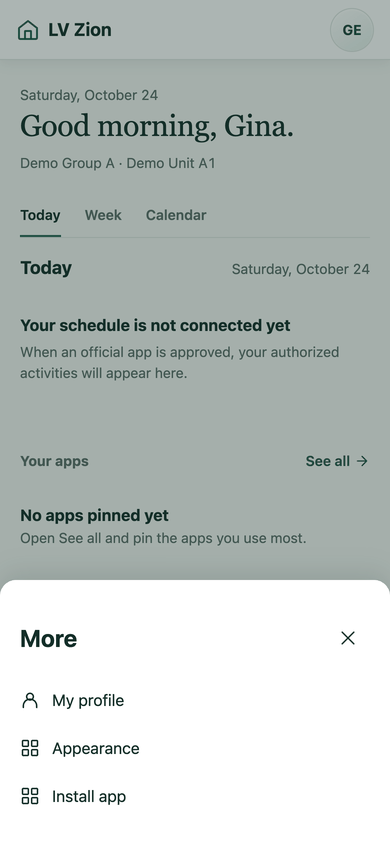 LV Zion
GE
Saturday, October 24
Good morning, Gina.
Demo Group A · Demo Unit A1
Today Week Calendar
Today Saturday, October 24
Your schedule is not connected yet
When an official app is approved, your authorized
activities will appear here.
Your apps See all →
No apps pinned yet
Open See all and pin the apps you use most.
More
My profile
Appearance
Install app